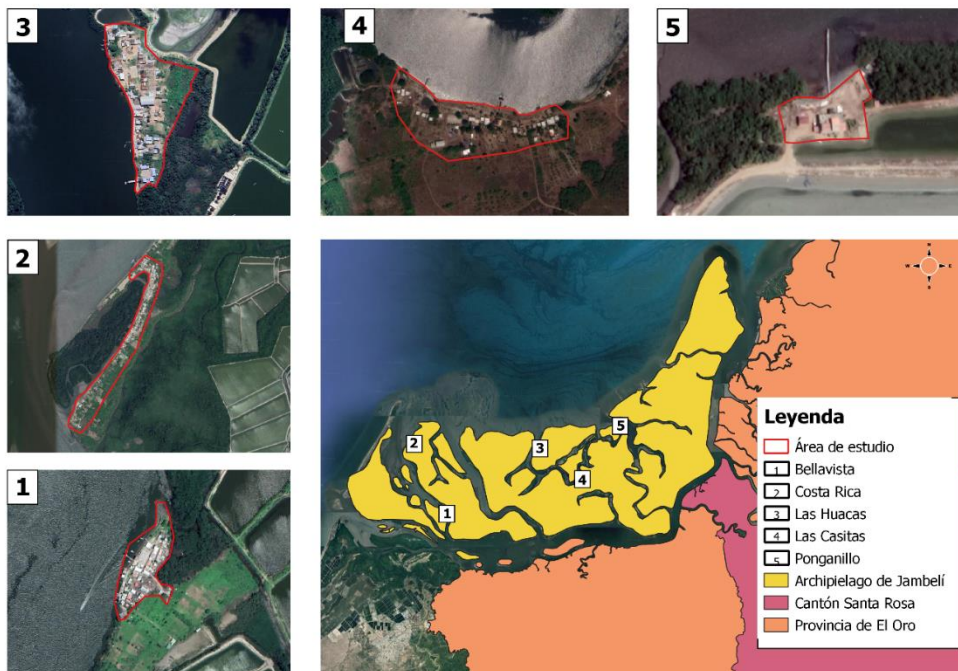 3
4
5
2
1
N
W
E
S
2
3
5
4
1
Leyenda
Área de estudio
1 Bellavista
2 Costa Rica
3 Las Huacas
4 Las Casitas
5 Ponganillo
Archipielago de Jambelí
Cantón Santa Rosa
Provincia de El Oro